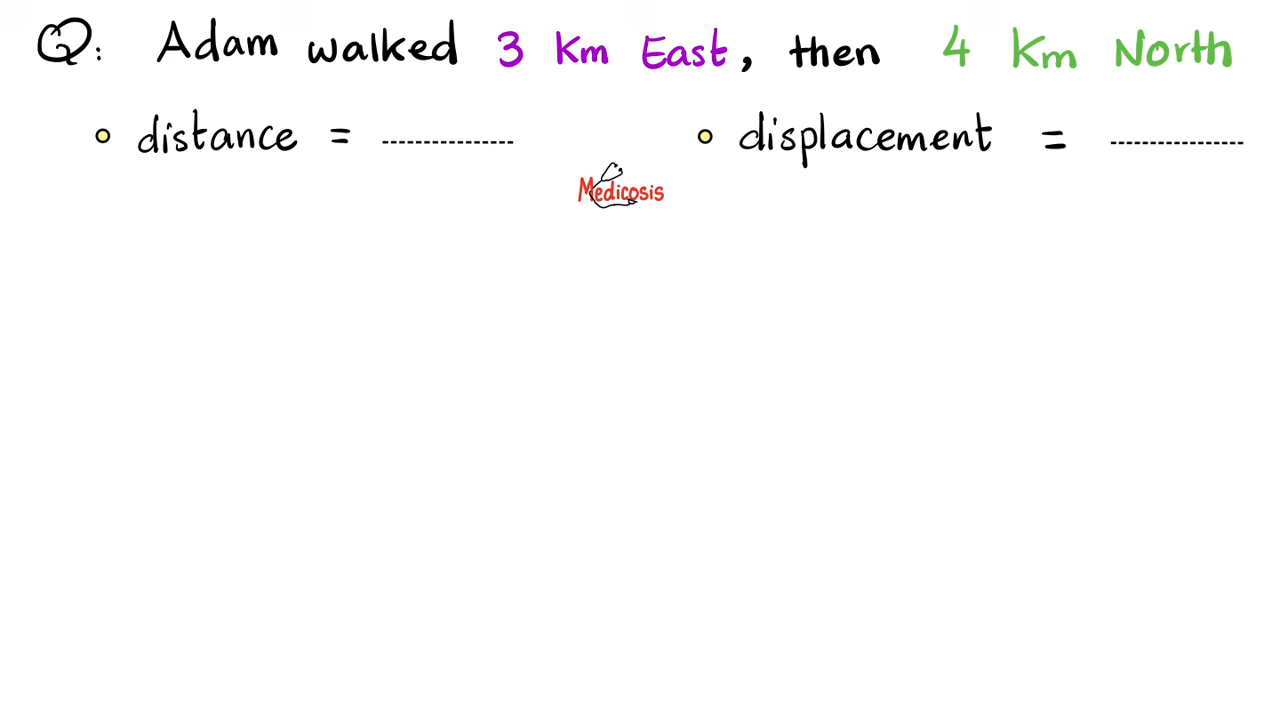 Q: Adam walked 3 Km East, then 4 Km North
distance = ............... displacement = ...............
Medicosis